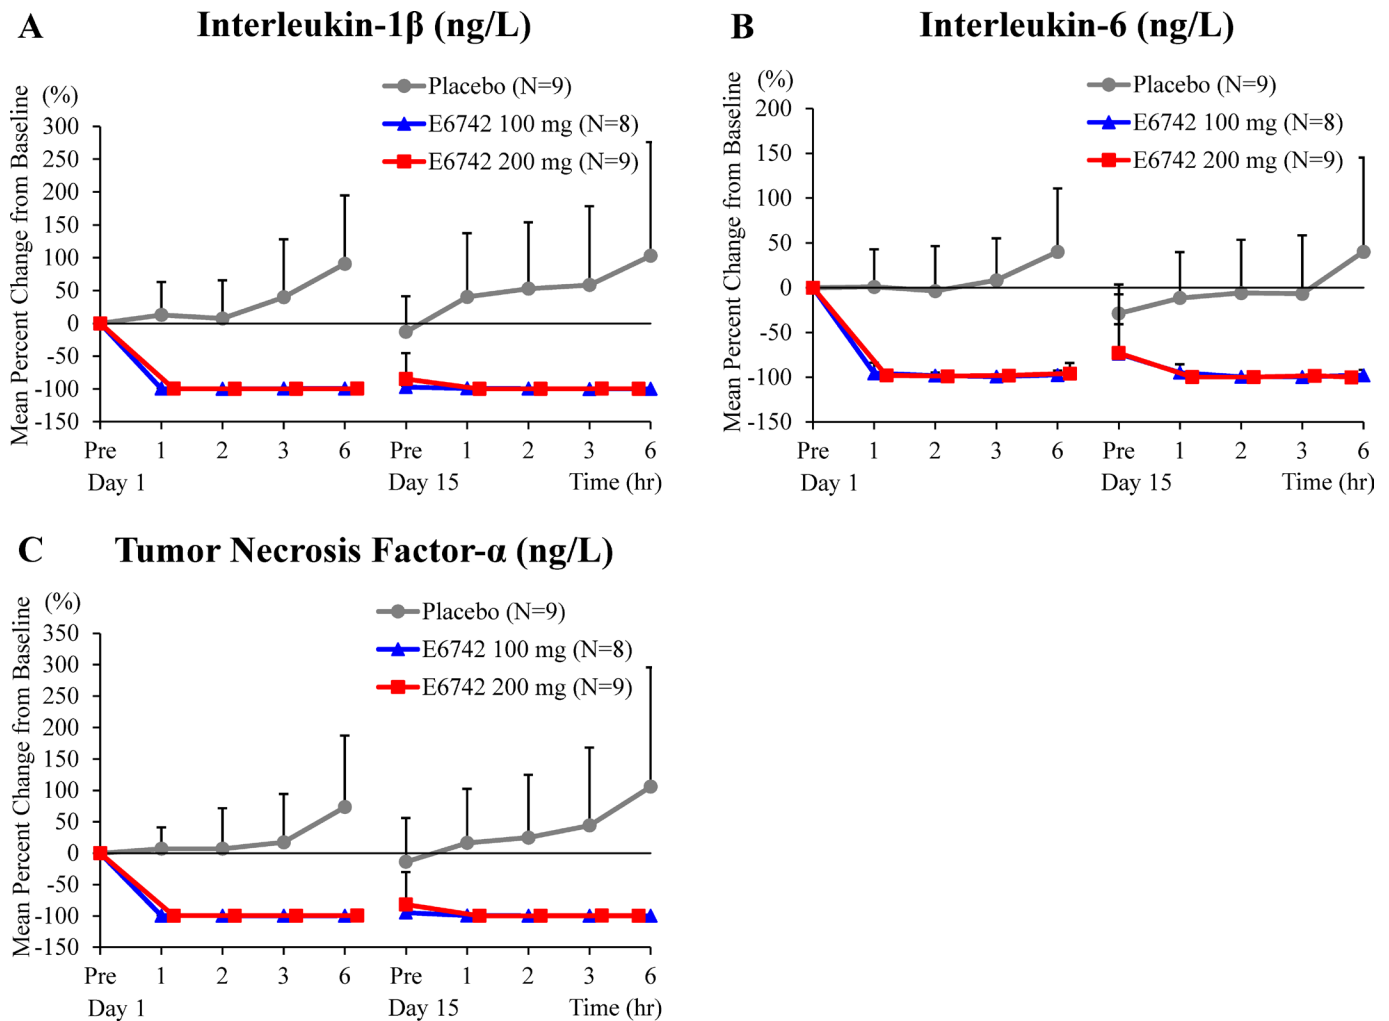 A Interleukin-1β (ng/L)
Mean Percent Change from Baseline
(%)
Placebo (N=9)
E6742 100 mg (N=8)
E6742 200 mg (N=9)
300
250
200
150
100
50
0
-50
-100
-150
Pre 1 2 3 6 Pre 1 2 3 6
Day 1 Day 15 Time (hr)
B Interleukin-6 (ng/L)
Mean Percent Change from Baseline
(%)
Placebo (N=9)
E6742 100 mg (N=8)
E6742 200 mg (N=9)
200
150
100
50
0
-50
-100
-150
Pre 1 2 3 6 Pre 1 2 3 6
Day 1 Day 15 Time (hr)
C Tumor Necrosis Factor-α (ng/L)
Mean Percent Change from Baseline
(%)
Placebo (N=9)
E6742 100 mg (N=8)
E6742 200 mg (N=9)
350
300
250
200
150
100
50
0
-50
-100
-150
Pre 1 2 3 6 Pre 1 2 3 6
Day 1 Day 15 Time (hr)